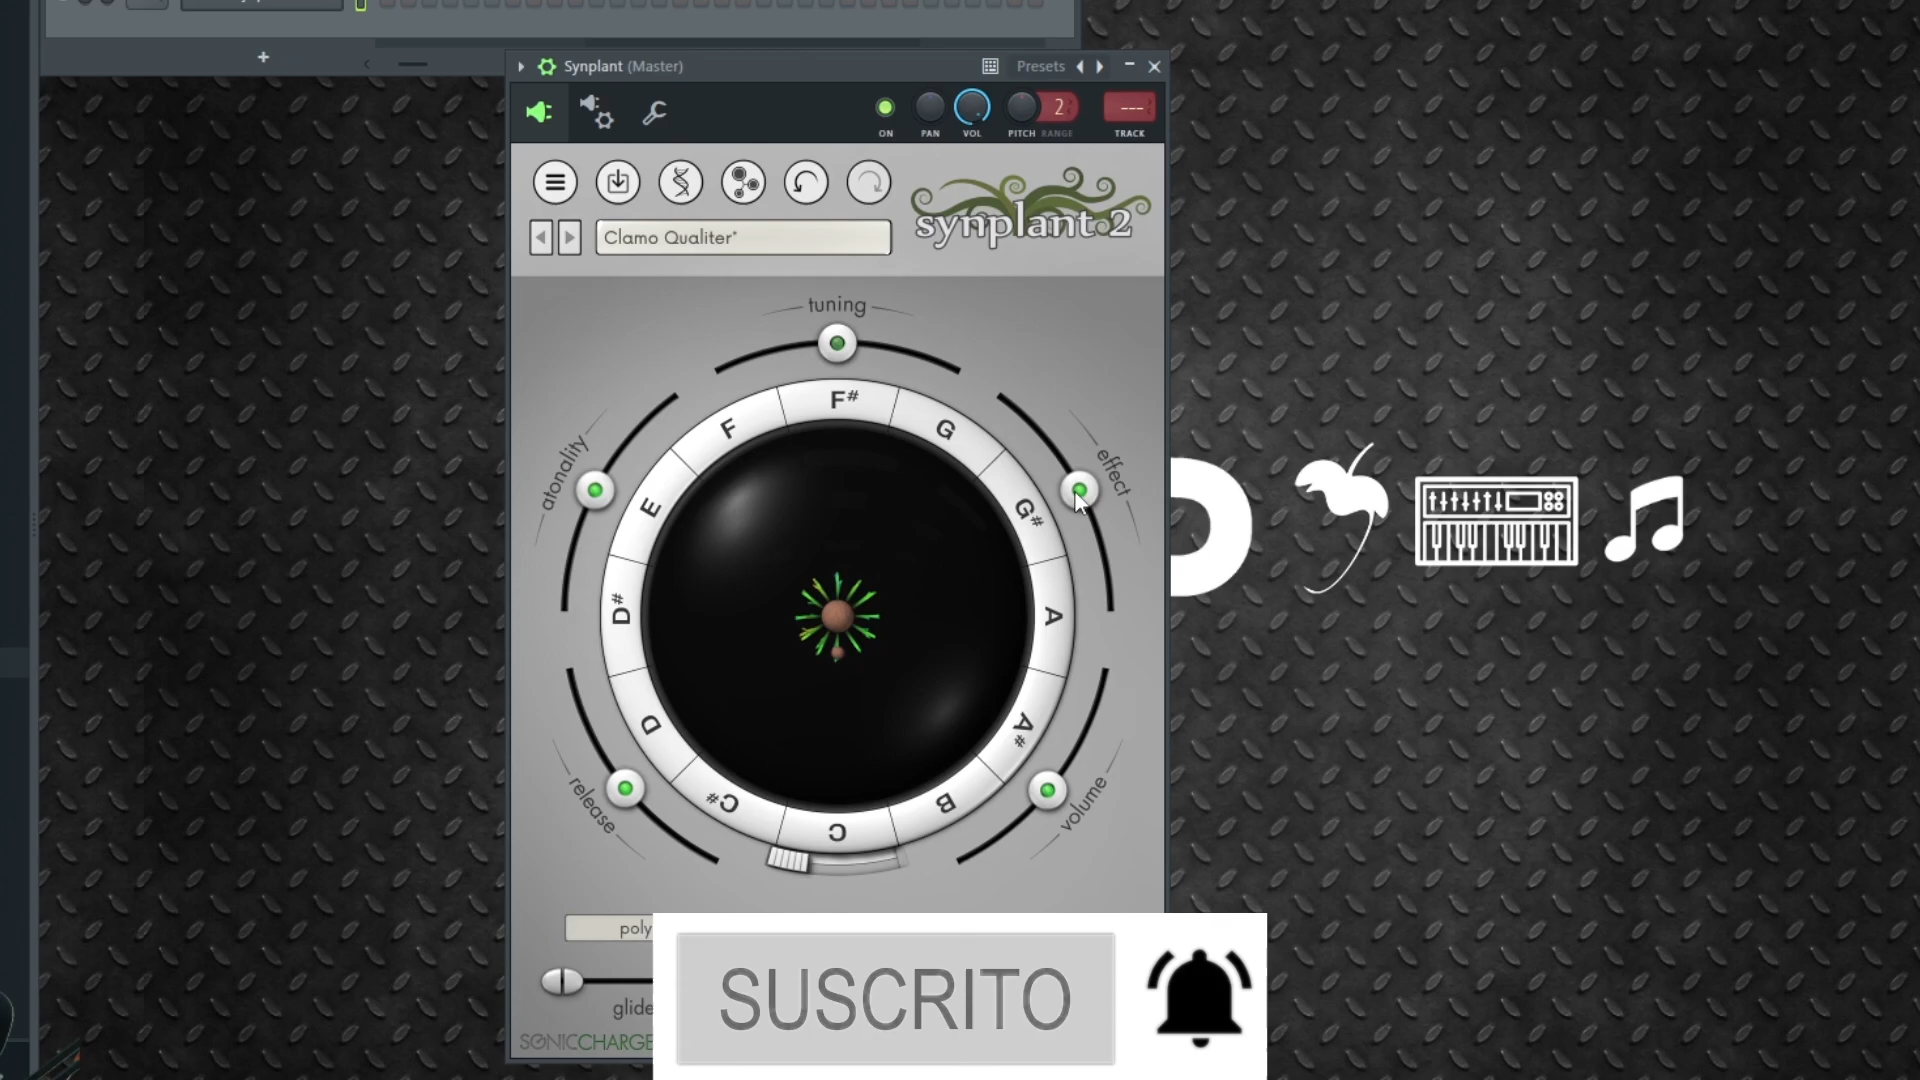 Synplant (Master)
Presets
2
---
ON
PAN
VOL
PITCH
RANGE
TRACK
synplant 2
Clamo Qualiter*
tuning
atonality
effect
F#
F
G
E
G#
D#
A
D
A#
C#
B
C
release
volume
poly
glide
SONICCHARGE
SUSCRITO